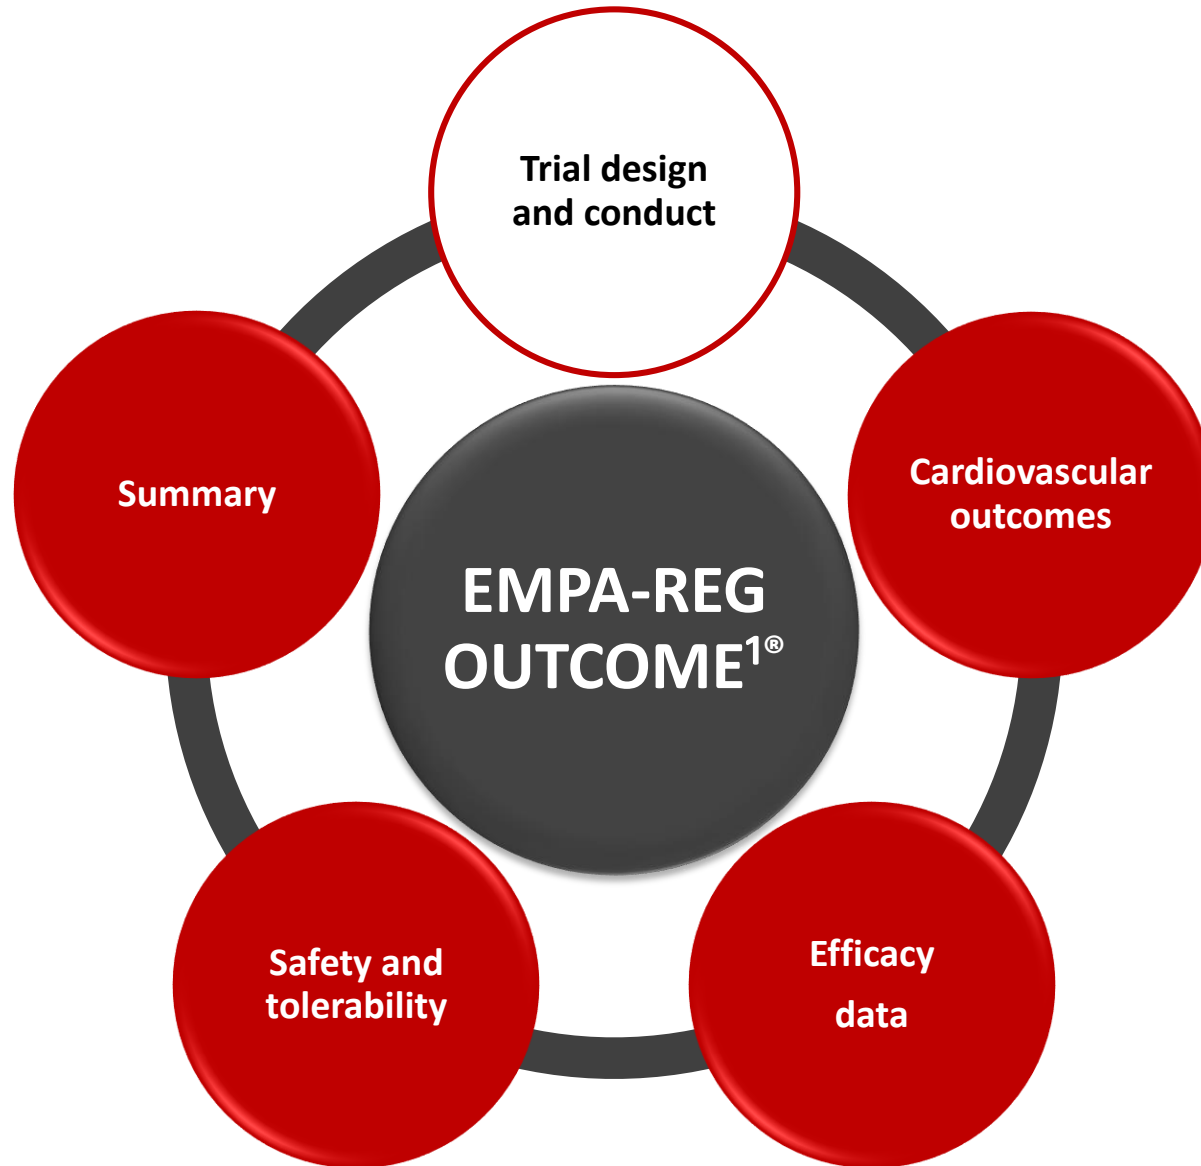 Trial design
and conduct
Cardiovascular
outcomes
Efficacy
data
Safety and
tolerability
Summary
EMPA-REG
OUTCOME¹®